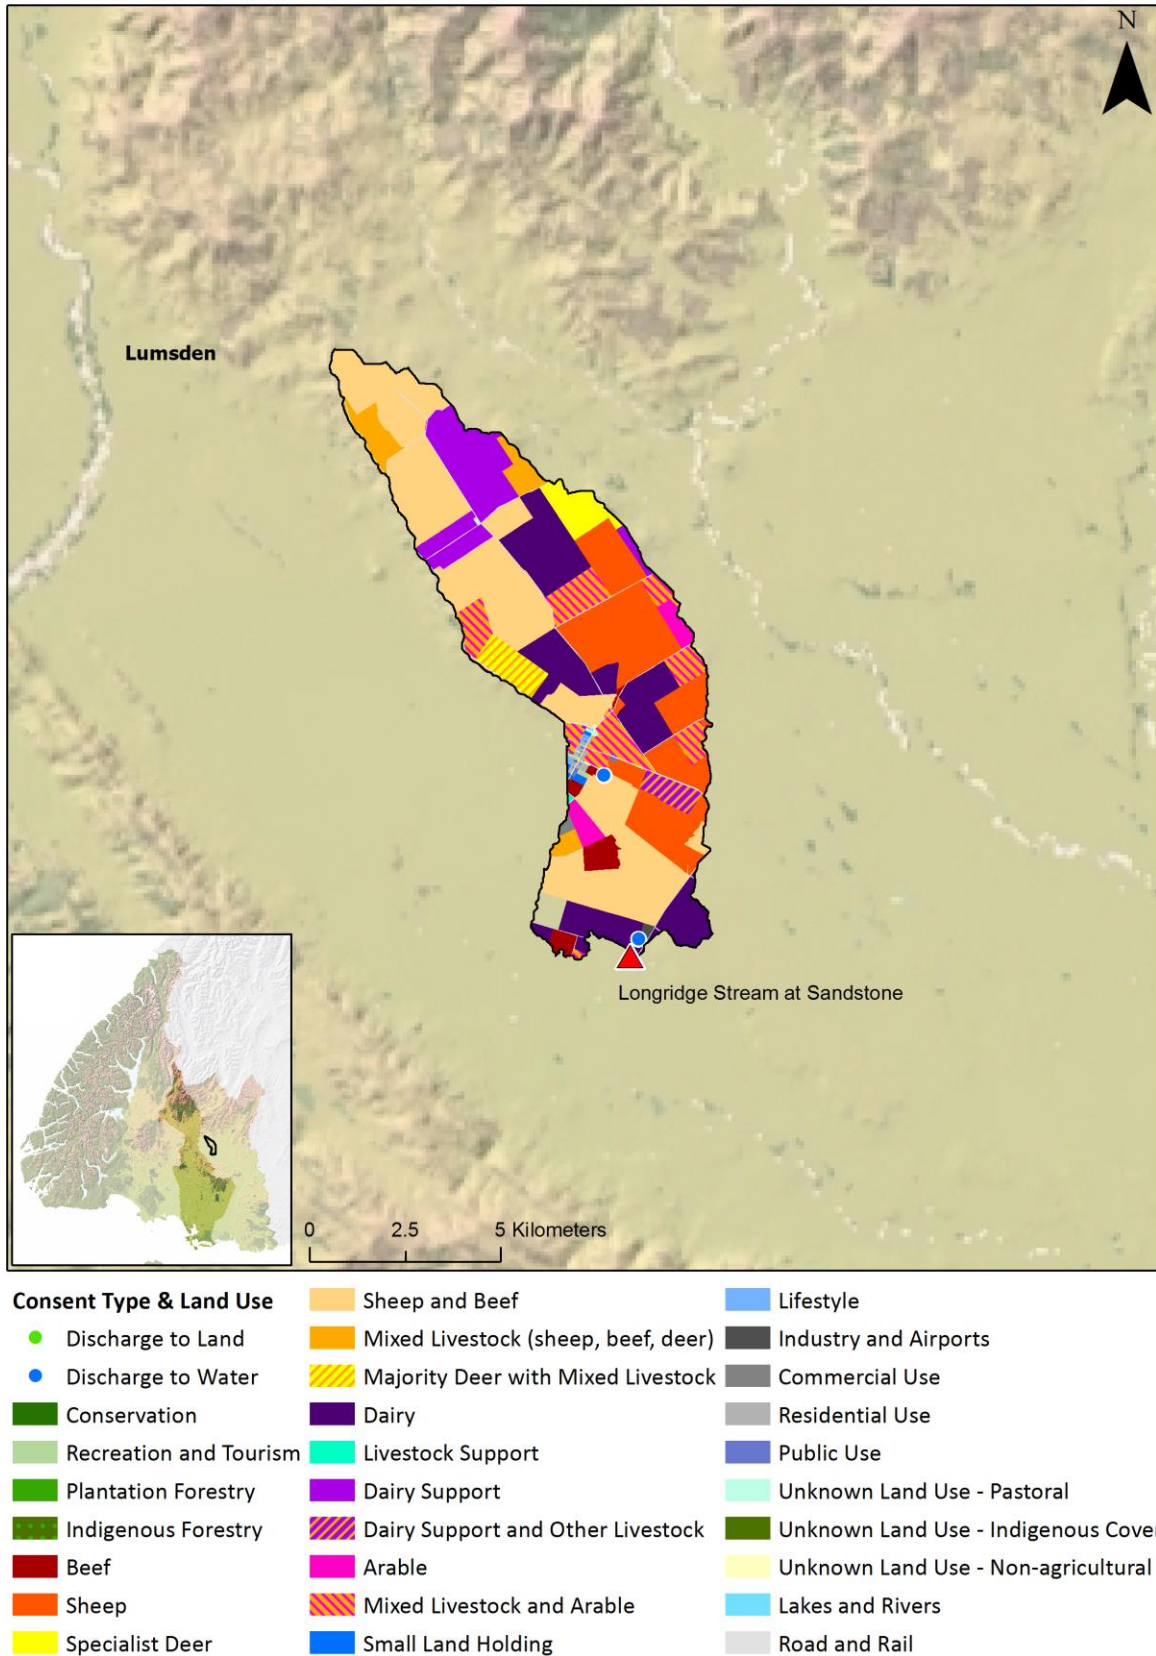 N
Lumsden
Longridge Stream at Sandstone
0 2.5 5 Kilometers
Consent Type & Land Use
Discharge to Land
Discharge to Water
Conservation
Recreation and Tourism
Plantation Forestry
Indigenous Forestry
Beef
Sheep
Specialist Deer
Sheep and Beef
Mixed Livestock (sheep, beef, deer)
Majority Deer with Mixed Livestock
Dairy
Livestock Support
Dairy Support
Dairy Support and Other Livestock
Arable
Mixed Livestock and Arable
Small Land Holding
Lifestyle
Industry and Airports
Commercial Use
Residential Use
Public Use
Unknown Land Use - Pastoral
Unknown Land Use - Indigenous Cover
Unknown Land Use - Non-agricultural
Lakes and Rivers
Road and Rail